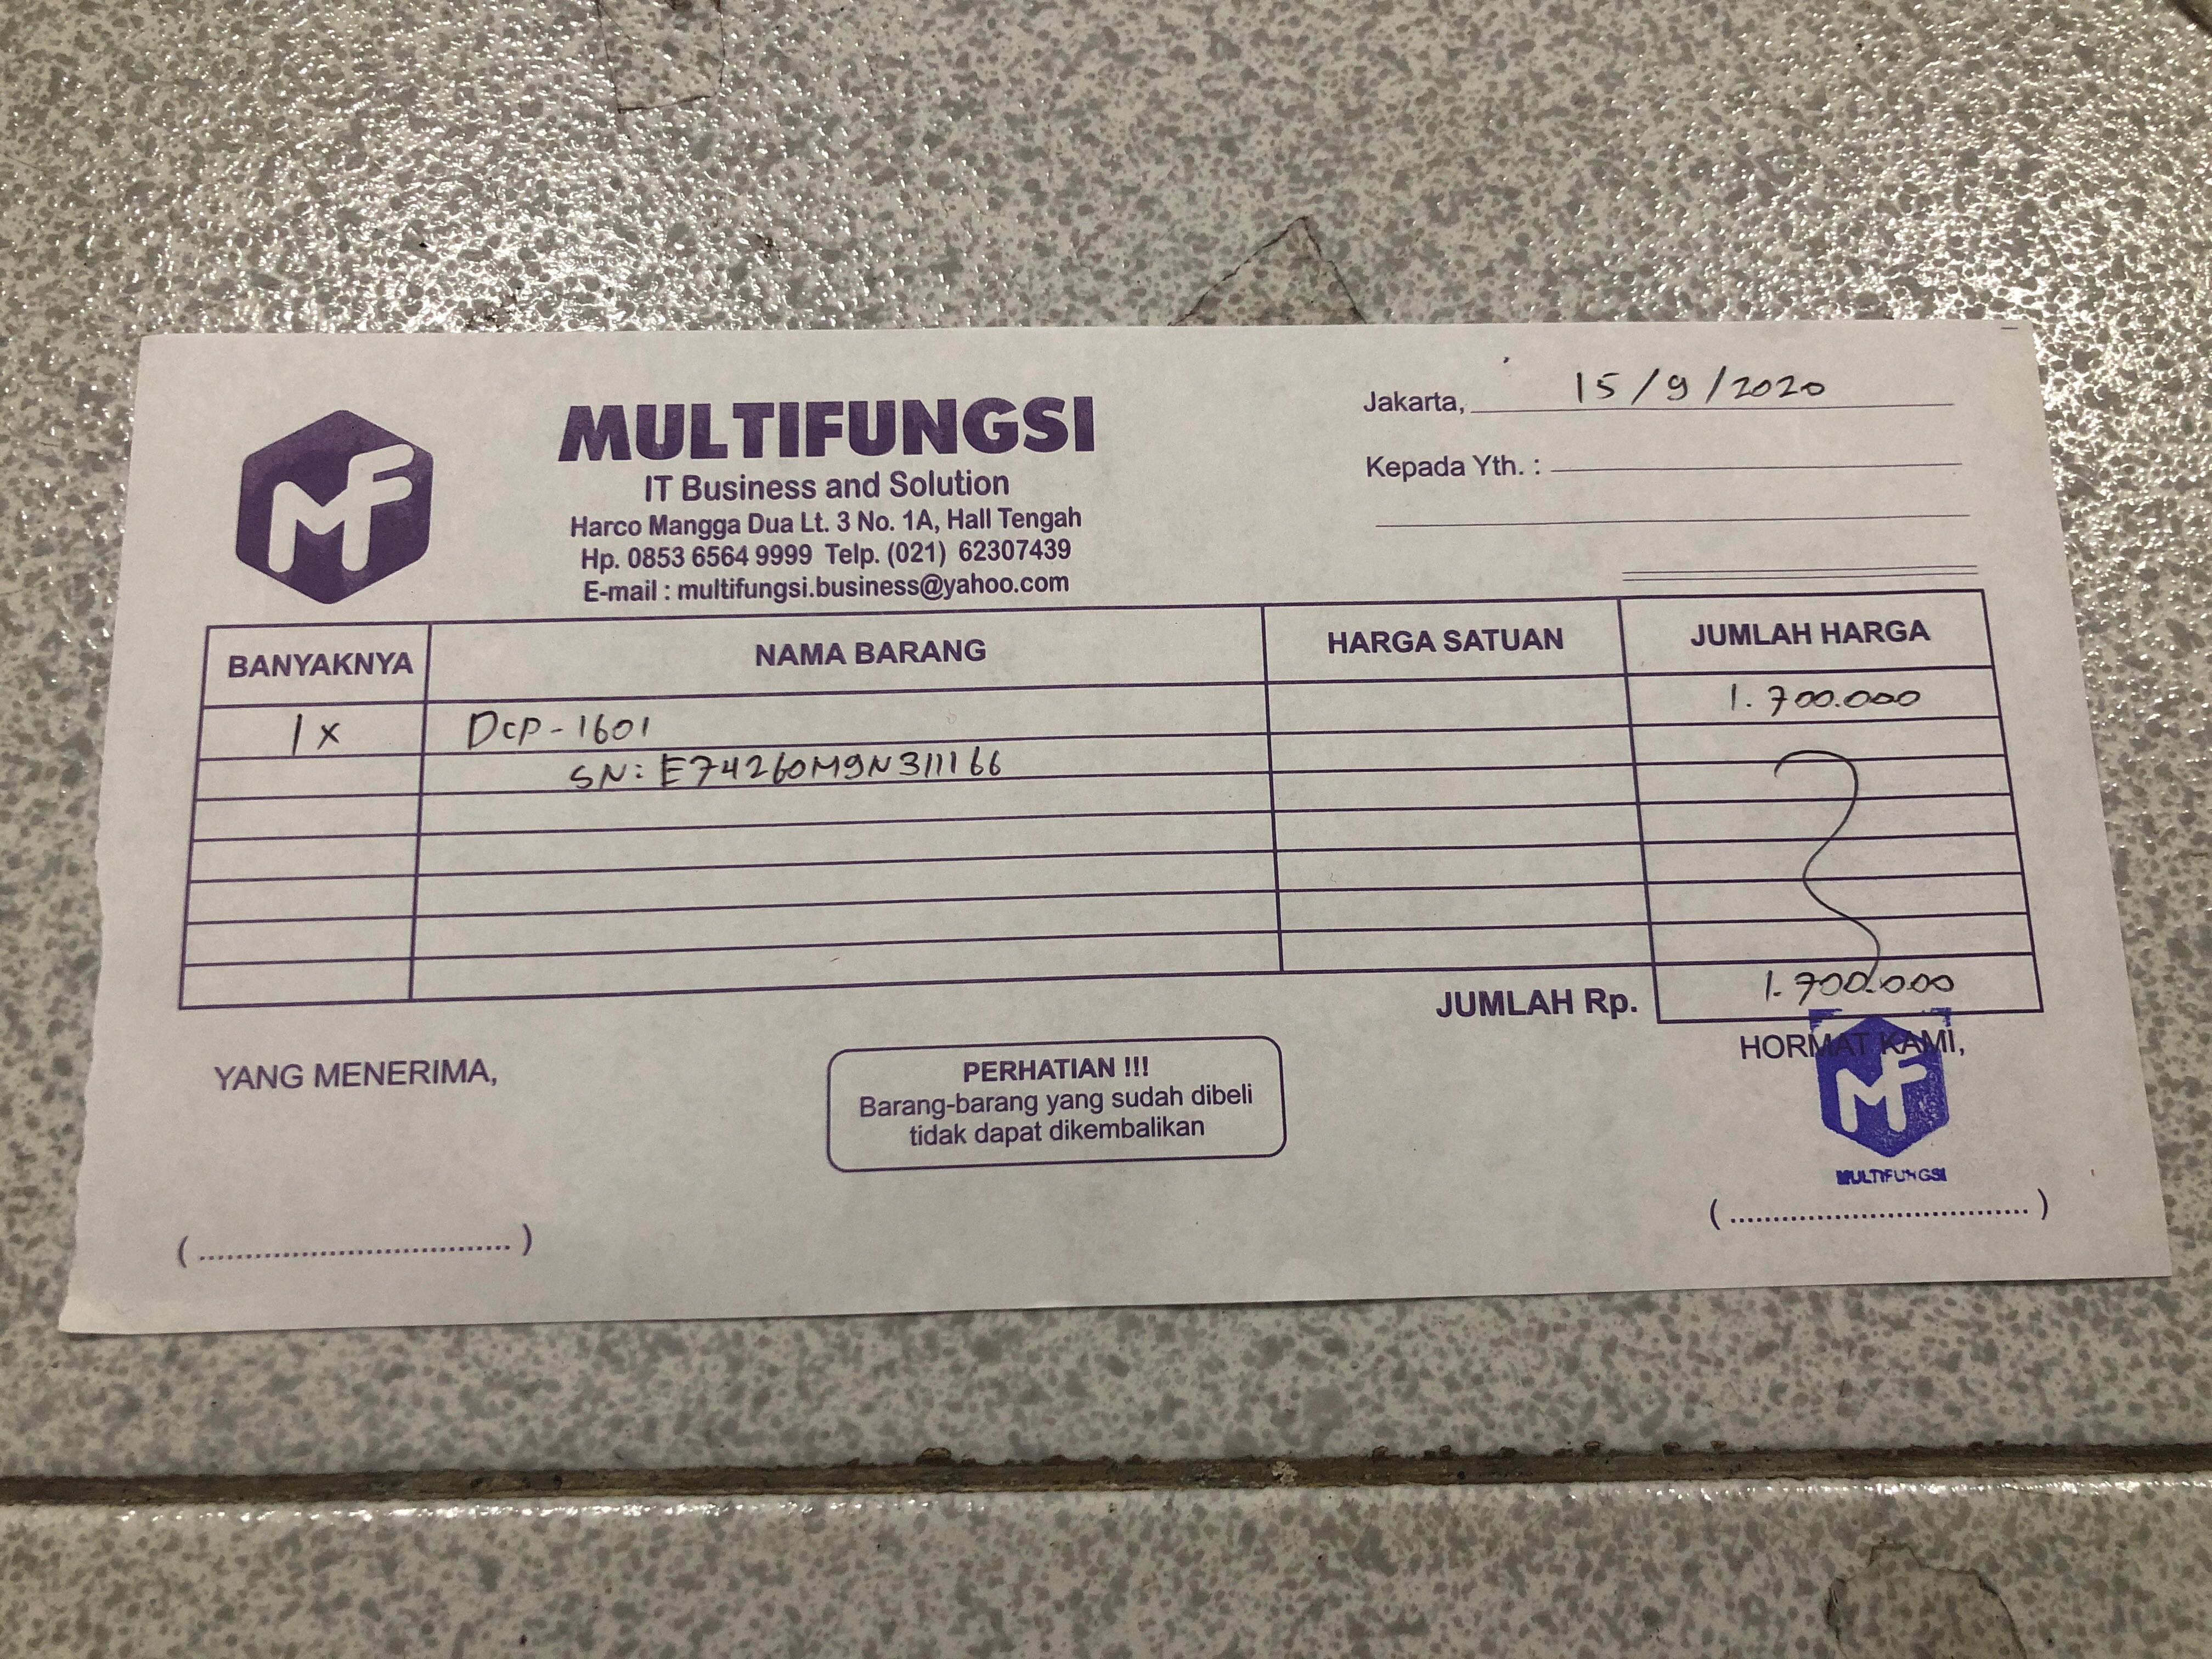 MF
MULTIFUNGSI
IT Business and Solution
Harco Mangga Dua Lt. 3 No. 1A, Hall Tengah
Hp. 0853 6564 9999 Telp. (021) 62307439
E-mail : multifungsi.business@yahoo.com
Jakarta, 15/9/2020
Kepada Yth. :
BANYAKNYA NAMA BARANG HARGA SATUAN JUMLAH HARGA
1 x DCP-1601 1.700.000
SN: E74260M9N311166
JUMLAH Rp. 1.700.000
YANG MENERIMA,
PERHATIAN !!!
Barang-barang yang sudah dibeli
tidak dapat dikembalikan
HORMAT KAMI,
MF
MULTIFUNGSI
(....................................)
(....................................)